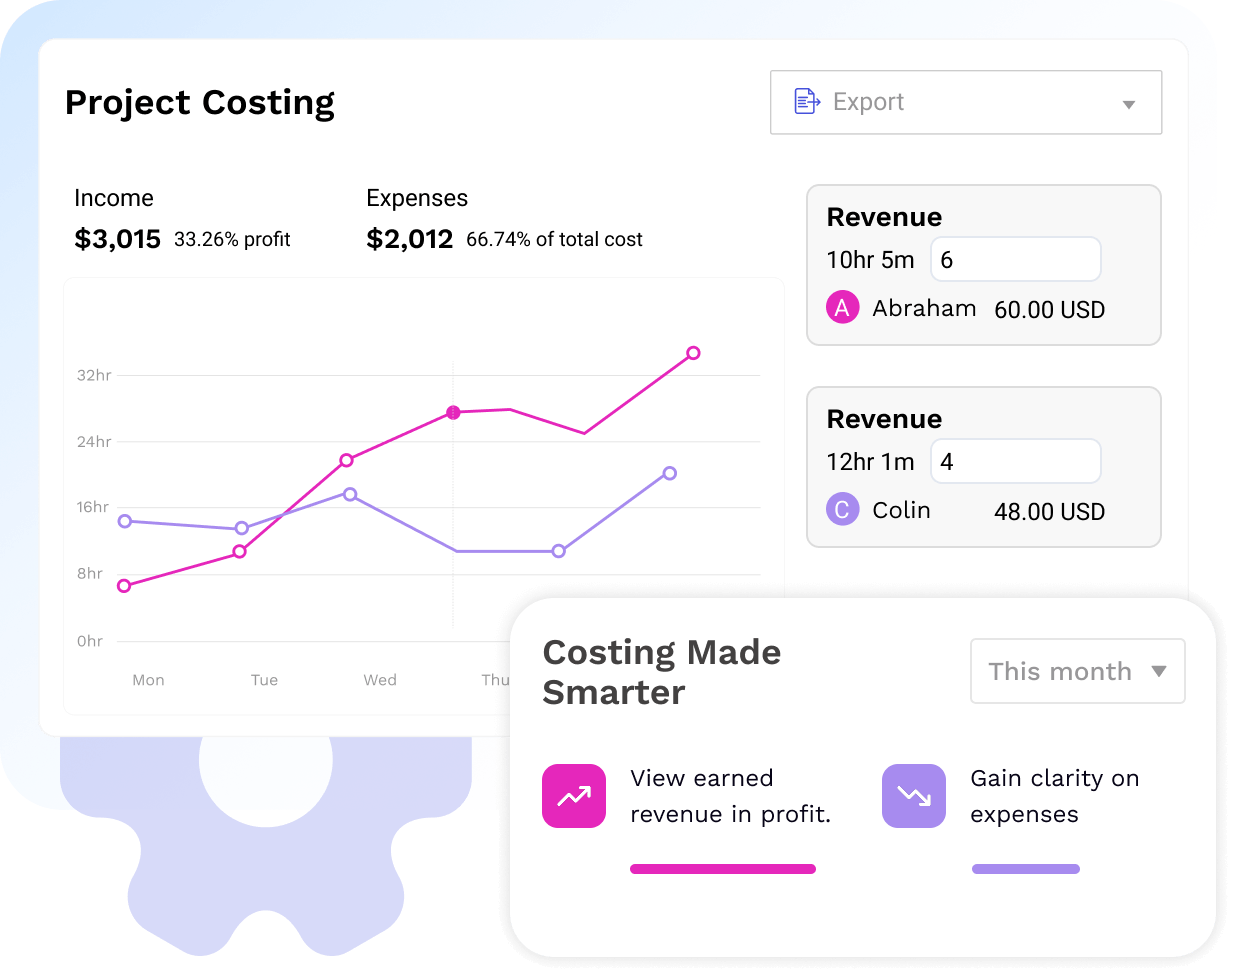 Project Costing
Export
Income
$3,015 33.26% profit
Expenses
$2,012 66.74% of total cost
32hr
24hr
16hr
8hr
0hr
Mon Tue Wed Thu
Revenue
10hr 5m 6
A Abraham 60.00 USD
Revenue
12hr 1m 4
C Colin 48.00 USD
Costing Made
Smarter
This month
View earned
revenue in profit.
Gain clarity on
expenses